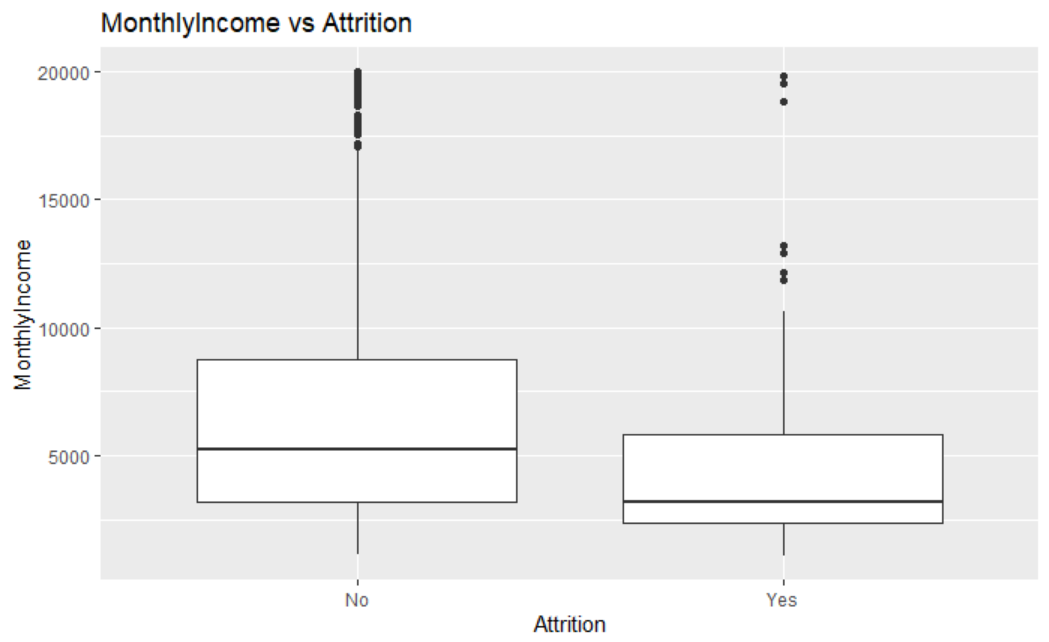 MonthlyIncome vs Attrition
20000
15000
10000
5000
MonthlyIncome
No
Yes
Attrition